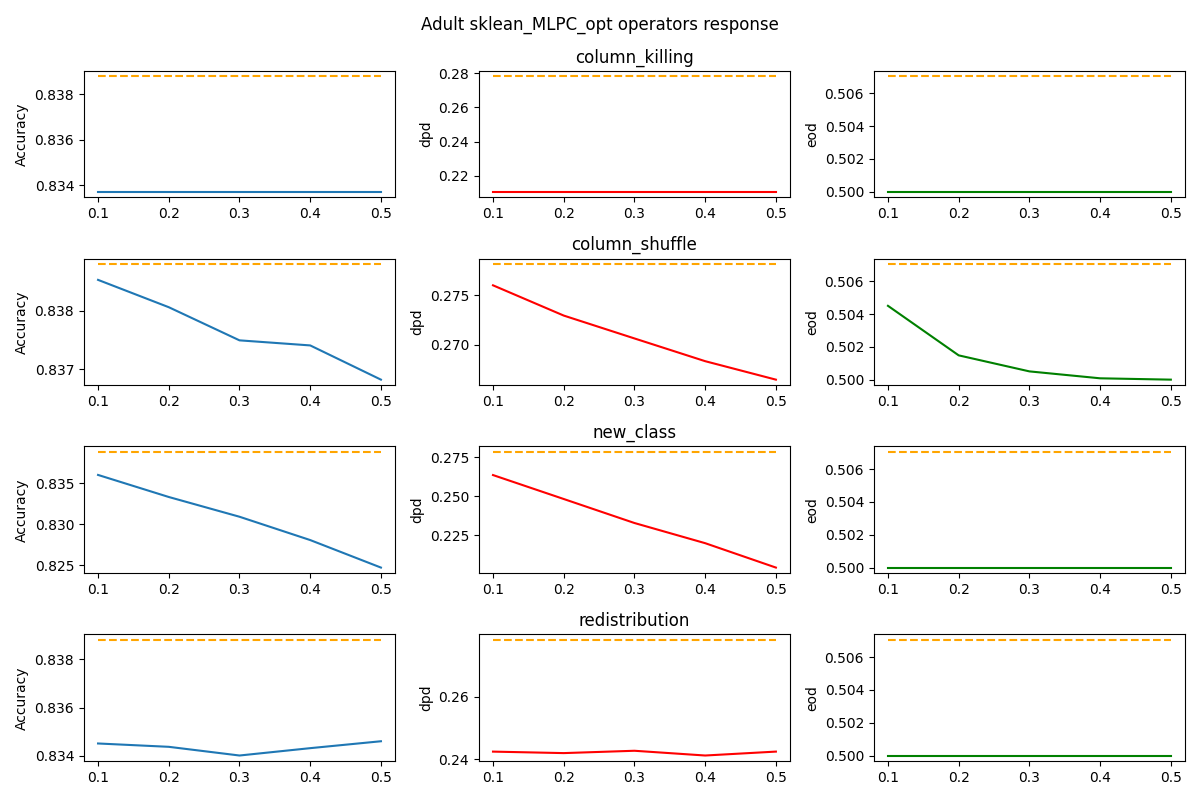 Adult sklean_MLPC_opt operators response
column_killing
Accuracy
0.838
0.836
0.834
0.1 0.2 0.3 0.4 0.5
dpd
0.28
0.26
0.24
0.22
0.1 0.2 0.3 0.4 0.5
eod
0.506
0.504
0.502
0.500
0.1 0.2 0.3 0.4 0.5
column_shuffle
Accuracy
0.838
0.837
0.1 0.2 0.3 0.4 0.5
dpd
0.275
0.270
0.1 0.2 0.3 0.4 0.5
eod
0.506
0.504
0.502
0.500
0.1 0.2 0.3 0.4 0.5
new_class
Accuracy
0.835
0.830
0.825
0.1 0.2 0.3 0.4 0.5
dpd
0.275
0.250
0.225
0.1 0.2 0.3 0.4 0.5
eod
0.506
0.504
0.502
0.500
0.1 0.2 0.3 0.4 0.5
redistribution
Accuracy
0.838
0.836
0.834
0.1 0.2 0.3 0.4 0.5
dpd
0.26
0.24
0.1 0.2 0.3 0.4 0.5
eod
0.506
0.504
0.502
0.500
0.1 0.2 0.3 0.4 0.5